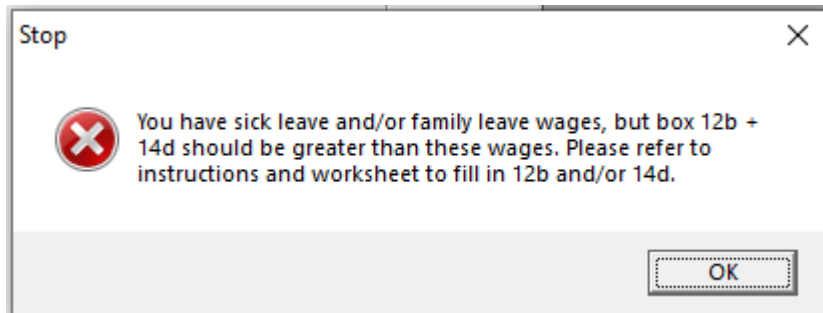 Stop
You have sick leave and/or family leave wages, but box 12b +
14d should be greater than these wages. Please refer to
instructions and worksheet to fill in 12b and/or 14d.
OK